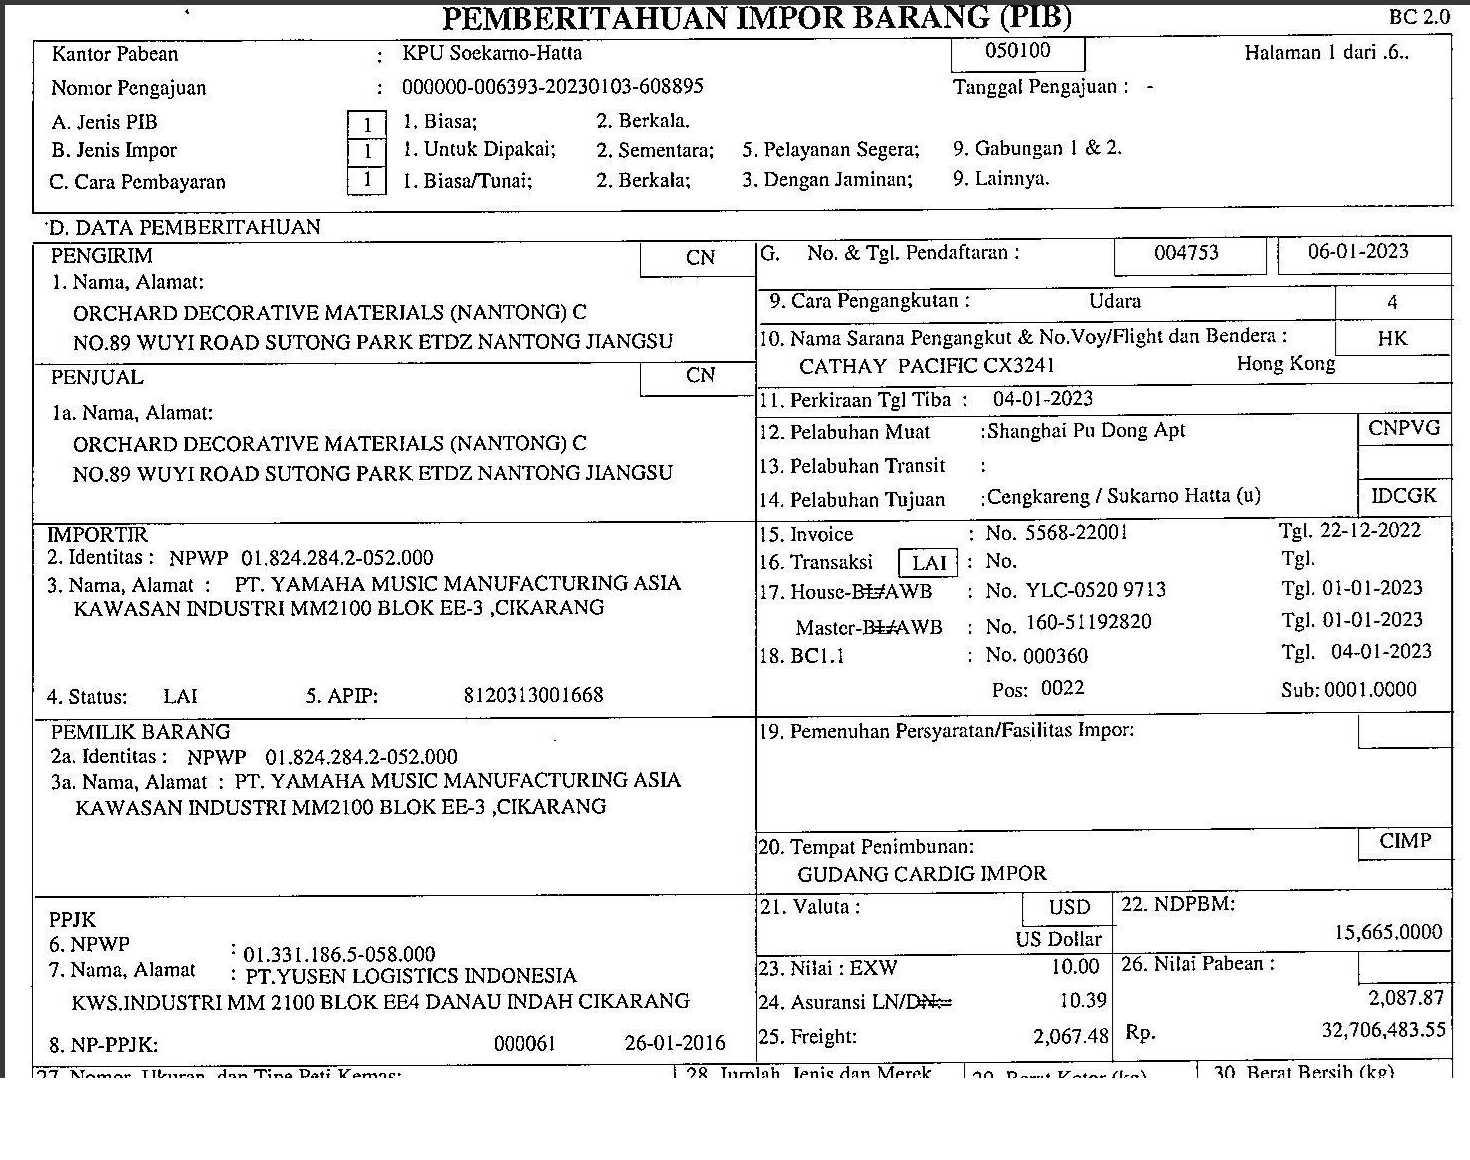 PEMBERITAHUAN IMPOR BARANG (PIB)
BC 2.0
Kantor Pabean : KPU Soekarno-Hatta 050100 Halaman 1 dari .6..
Nomor Pengajuan : 000000-006393-20230103-608895 Tanggal Pengajuan : -
A. Jenis PIB 1 1. Biasa; 2. Berkala.
B. Jenis Impor 1 1. Untuk Dipakai; 2. Sementara; 5. Pelayanan Segera; 9. Gabungan 1 & 2.
C. Cara Pembayaran 1 1. Biasa/Tunai; 2. Berkala; 3. Dengan Jaminan; 9. Lainnya.
D. DATA PEMBERITAHUAN
PENGIRIM CN
1. Nama, Alamat:
ORCHARD DECORATIVE MATERIALS (NANTONG) C
NO.89 WUYI ROAD SUTONG PARK ETDZ NANTONG JIANGSU
PENJUAL CN
1a. Nama, Alamat:
ORCHARD DECORATIVE MATERIALS (NANTONG) C
NO.89 WUYI ROAD SUTONG PARK ETDZ NANTONG JIANGSU
IMPORTIR
2. Identitas : NPWP 01.824.284.2-052.000
3. Nama, Alamat : PT. YAMAHA MUSIC MANUFACTURING ASIA
KAWASAN INDUSTRI MM2100 BLOK EE-3 ,CIKARANG
4. Status: LAI 5. APIP: 8120313001668
PEMILIK BARANG
2a. Identitas : NPWP 01.824.284.2-052.000
3a. Nama, Alamat : PT. YAMAHA MUSIC MANUFACTURING ASIA
KAWASAN INDUSTRI MM2100 BLOK EE-3 ,CIKARANG
PPJK
6. NPWP : 01.331.186.5-058.000
7. Nama, Alamat : PT.YUSEN LOGISTICS INDONESIA
KWS.INDUSTRI MM 2100 BLOK EE4 DANAU INDAH CIKARANG
8. NP-PPJK: 000061 26-01-2016
G. No. & Tgl. Pendaftaran : 004753 06-01-2023
9. Cara Pengangkutan : Udara 4
10. Nama Sarana Pengangkut & No.Voy/Flight dan Bendera : HK
CATHAY PACIFIC CX3241 Hong Kong
11. Perkiraan Tgl Tiba : 04-01-2023
12. Pelabuhan Muat :Shanghai Pu Dong Apt CNPVG
13. Pelabuhan Transit :
14. Pelabuhan Tujuan :Cengkareng / Sukarno Hatta (u) IDCGK
15. Invoice : No. 5568-22001 Tgl. 22-12-2022
16. Transaksi LAI : No. Tgl.
17. House-BL/AWB : No. YLC-0520 9713 Tgl. 01-01-2023
Master-BL/AWB : No. 160-51192820 Tgl. 01-01-2023
18. BC1.1 : No. 000360 Tgl. 04-01-2023
Pos: 0022 Sub: 0001.0000
19. Pemenuhan Persyaratan/Fasilitas Impor:
20. Tempat Penimbunan: CIMP
GUDANG CARDIG IMPOR
21. Valuta : USD 22. NDPBM:
US Dollar 15,665.0000
23. Nilai : EXW 10.00 26. Nilai Pabean :
24. Asuransi LN/DN: 10.39 2,087.87
25. Freight: 2,067.48 Rp. 32,706,483.55
27. Nomor, Ukuran, dan Tipe Peti Kemas: 28. Jumlah, Jenis dan Merek 29. Berat Kotor (kg) 30. Berat Bersih (kg)